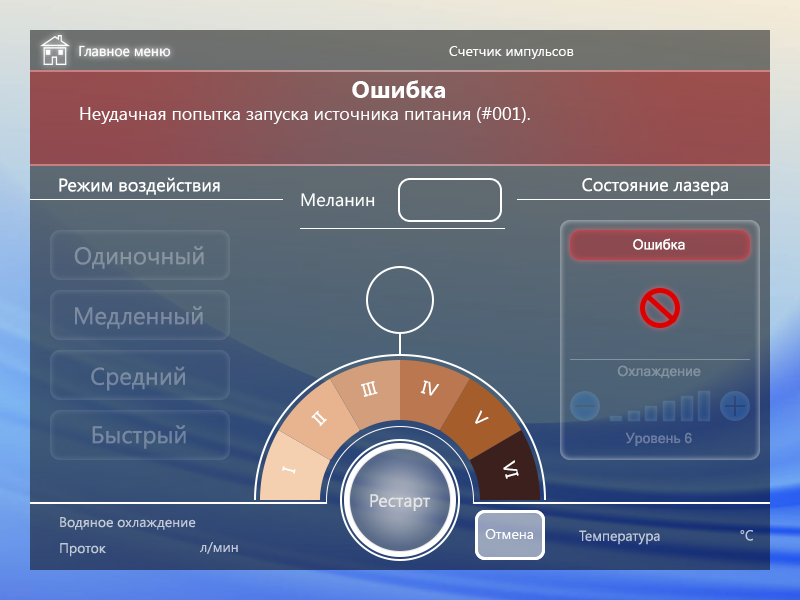 Главное меню
Счетчик импульсов
Ошибка
Неудачная попытка запуска источника питания (#001).
Режим воздействия
Меланин
Состояние лазера
Одиночный
Медленный
Средний
Быстрый
Ошибка
Охлаждение
Уровень 6
I
II
III
IV
V
VI
Рестарт
Отмена
Водяное охлаждение
Проток л/мин
Температура °C